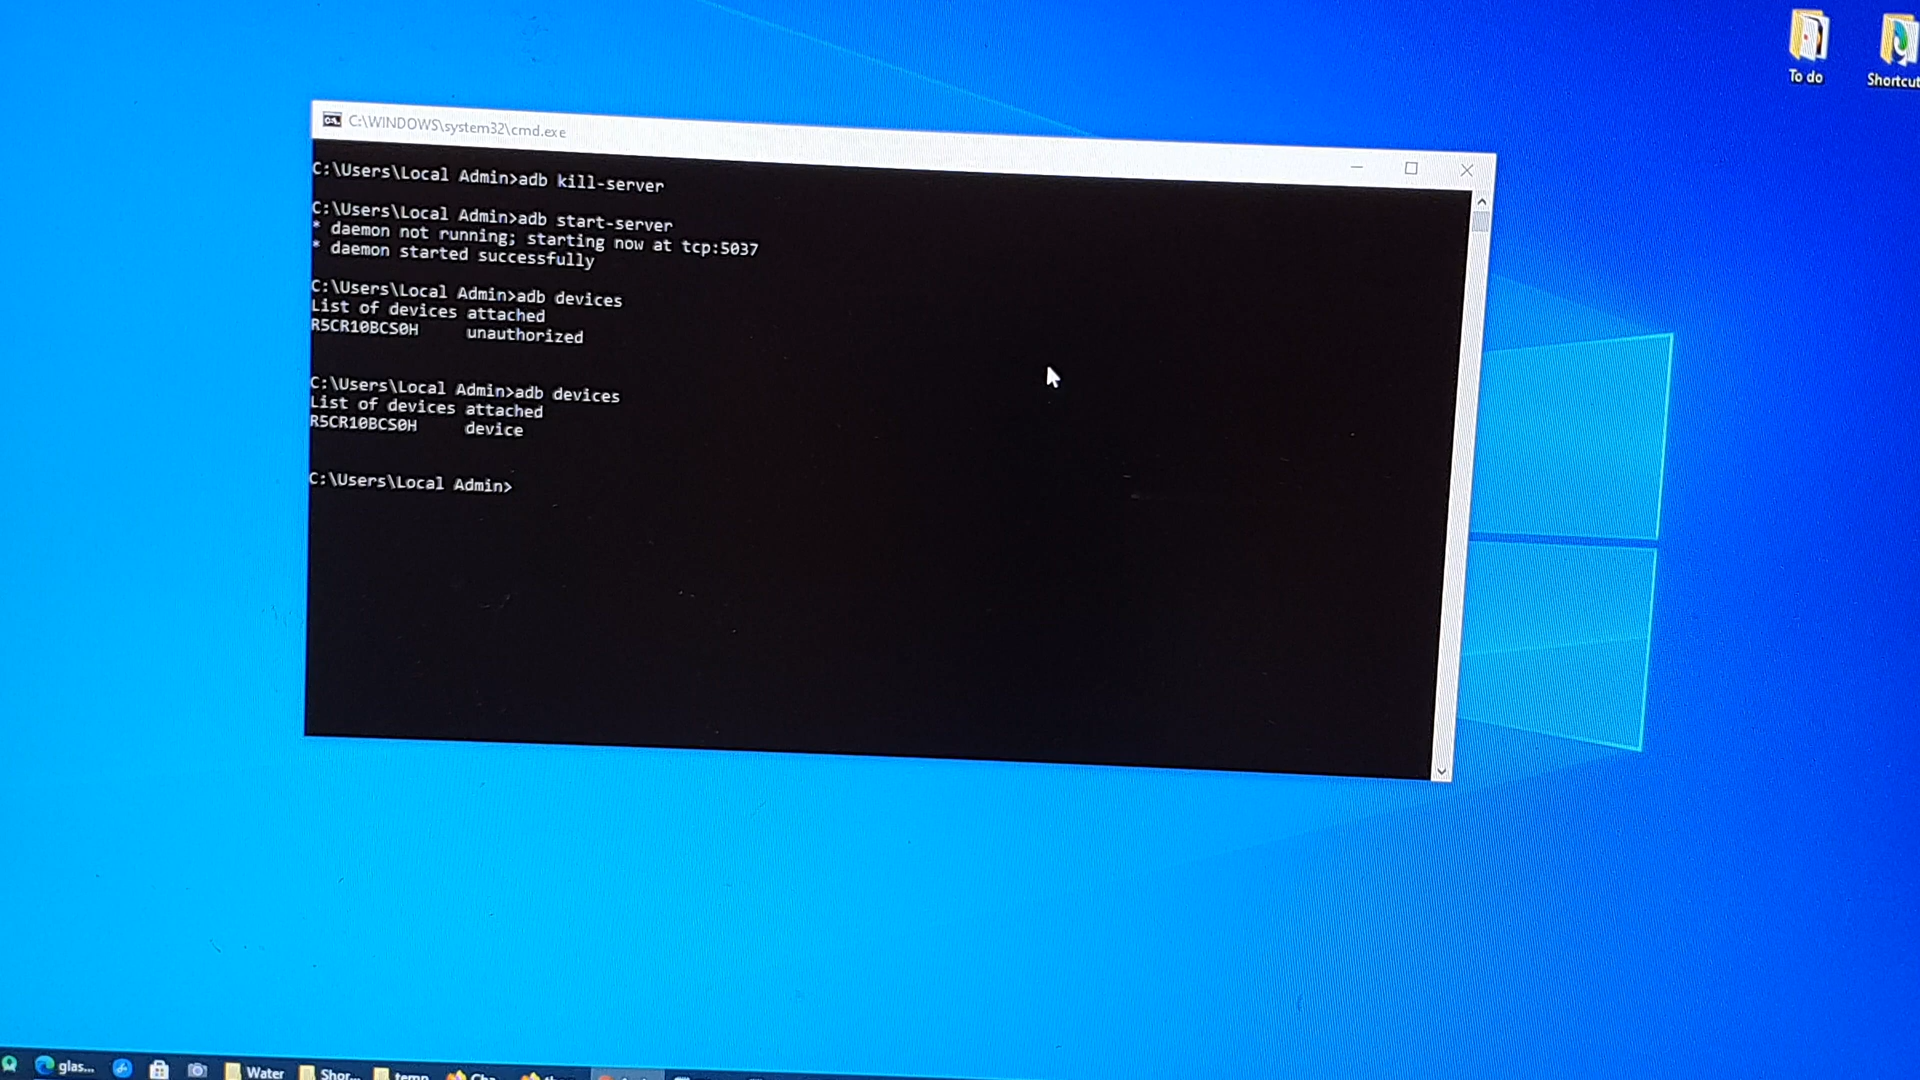 To do
Shortcut
C:\WINDOWS\system32\cmd.exe
C:\Users\Local Admin>adb kill-server
C:\Users\Local Admin>adb start-server
* daemon not running; starting now at tcp:5037
* daemon started successfully
C:\Users\Local Admin>adb devices
List of devices attached
R5CR10BCS0H unauthorized
C:\Users\Local Admin>adb devices
List of devices attached
R5CR10BCS0H device
C:\Users\Local Admin>
glas... Water Shor... temp